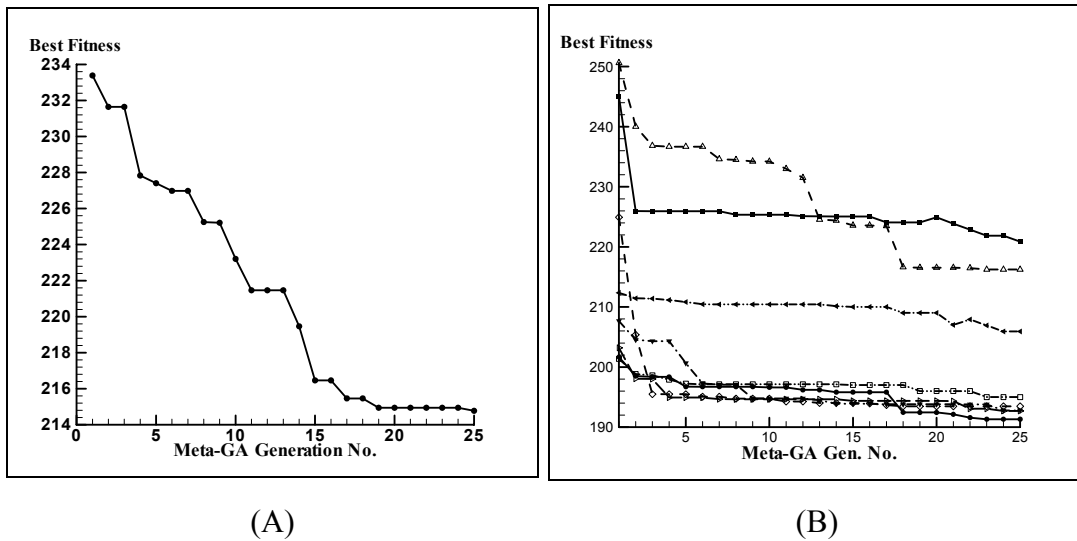 Best Fitness
234
232
230
228
226
224
222
220
218
216
214
0 5 10 15 20 25
Meta-GA Generation No.
(A)
Best Fitness
250
240
230
220
210
200
190
5 10 15 20 25
Meta-GA Gen. No.
(B)